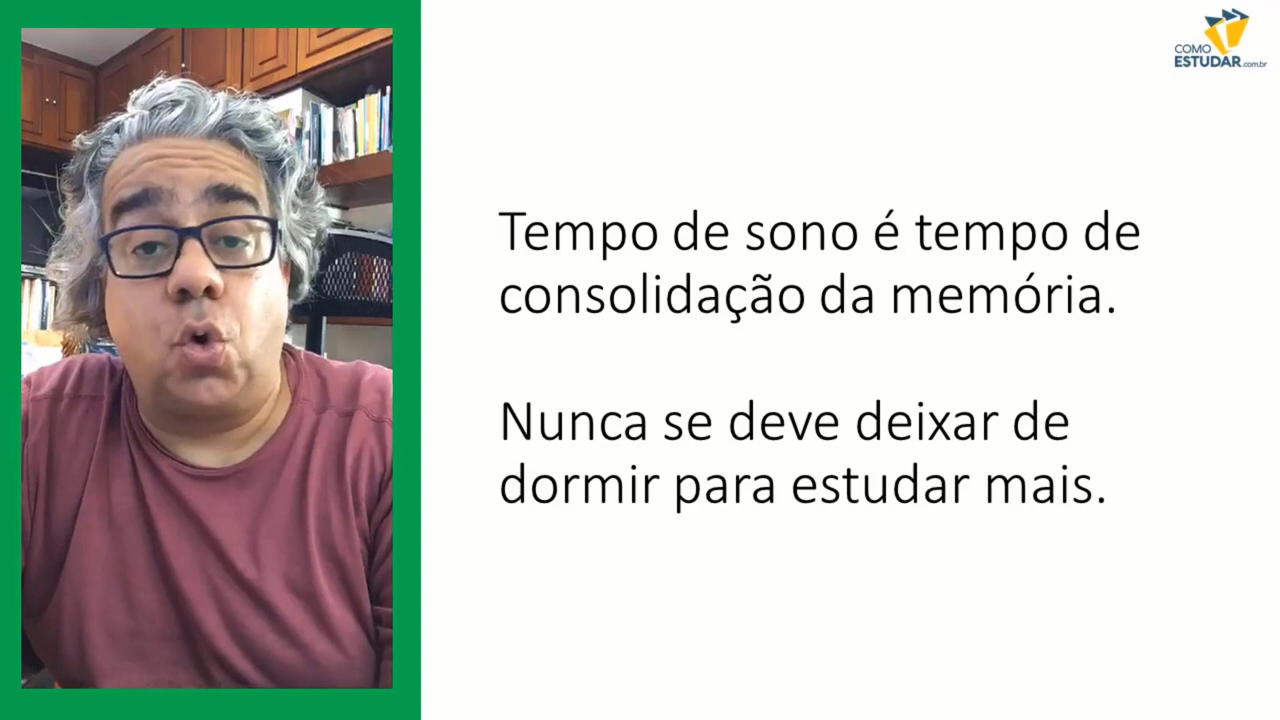 COMO
ESTUDAR.com.br
Tempo de sono é tempo de
consolidação da memória.
Nunca se deve deixar de
dormir para estudar mais.